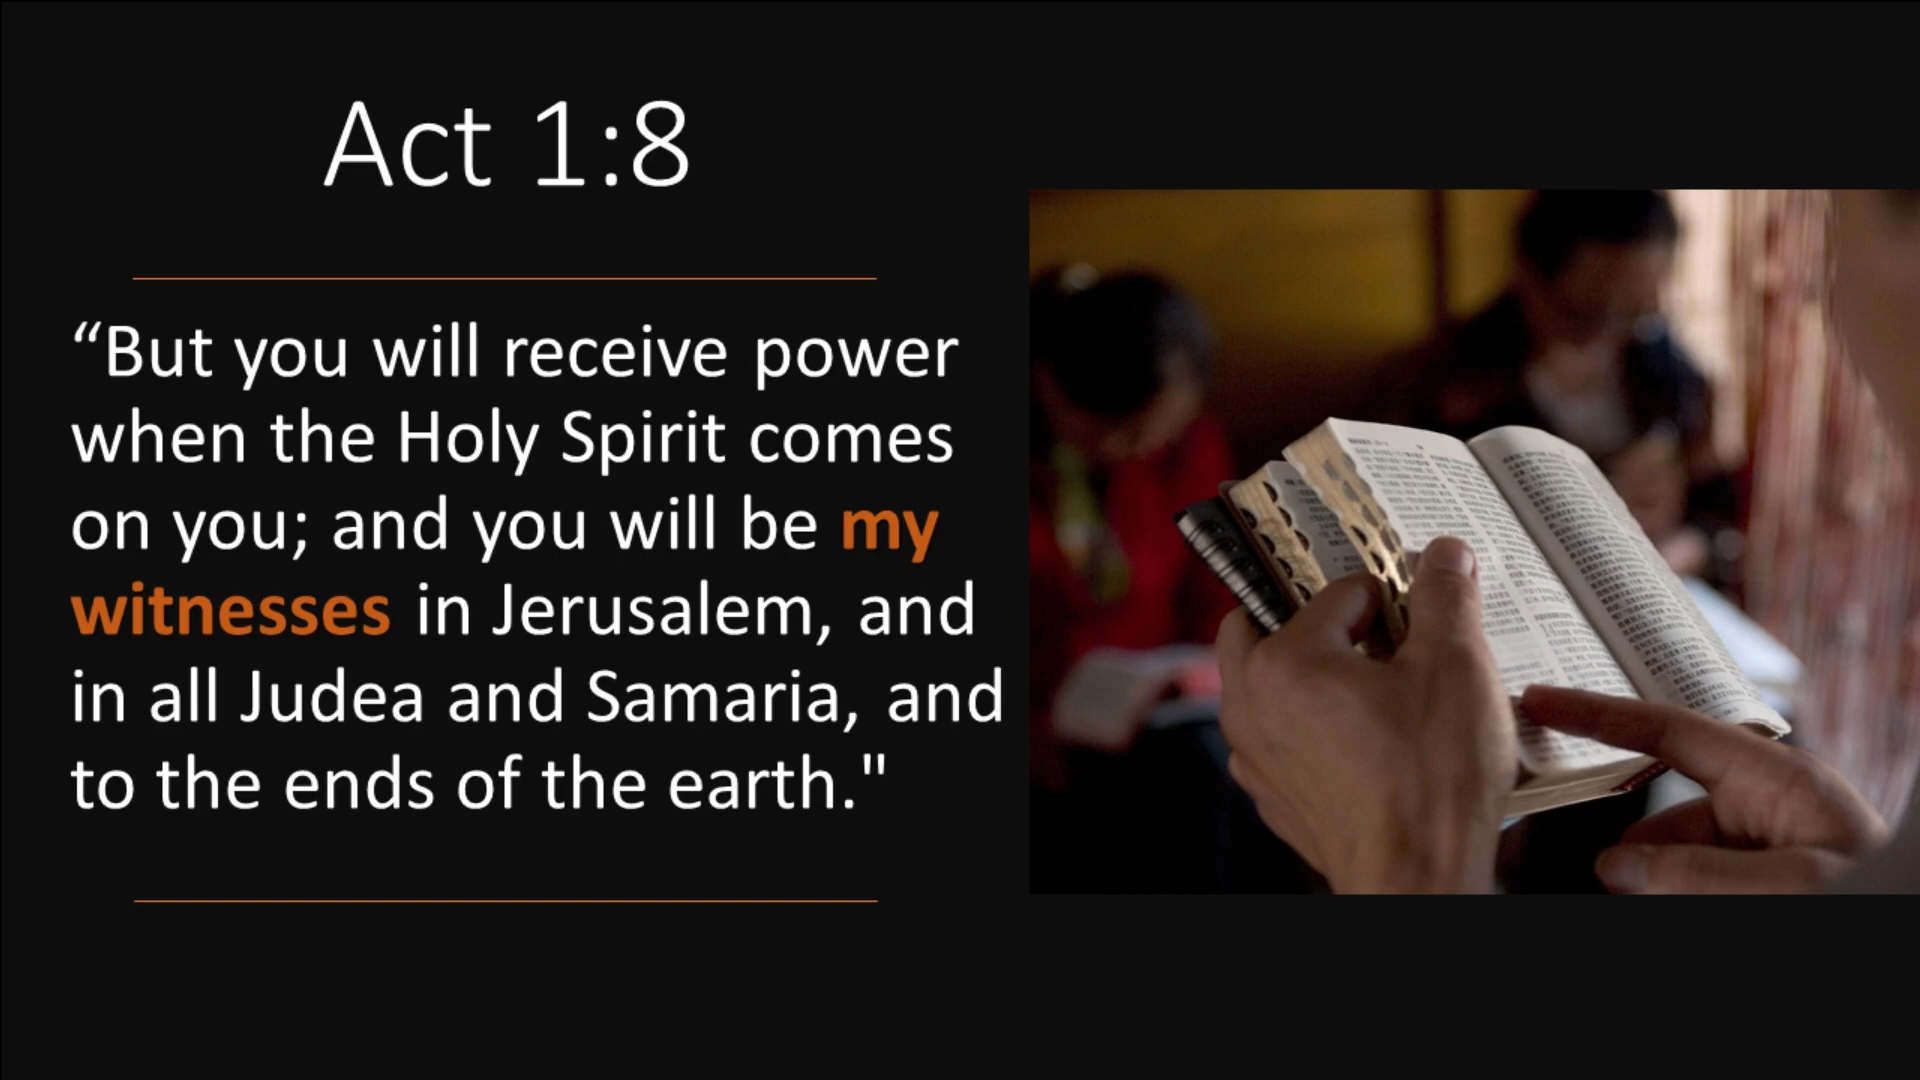 Act 1:8
“But you will receive power
when the Holy Spirit comes
on you; and you will be my
witnesses in Jerusalem, and
in all Judea and Samaria, and
to the ends of the earth."